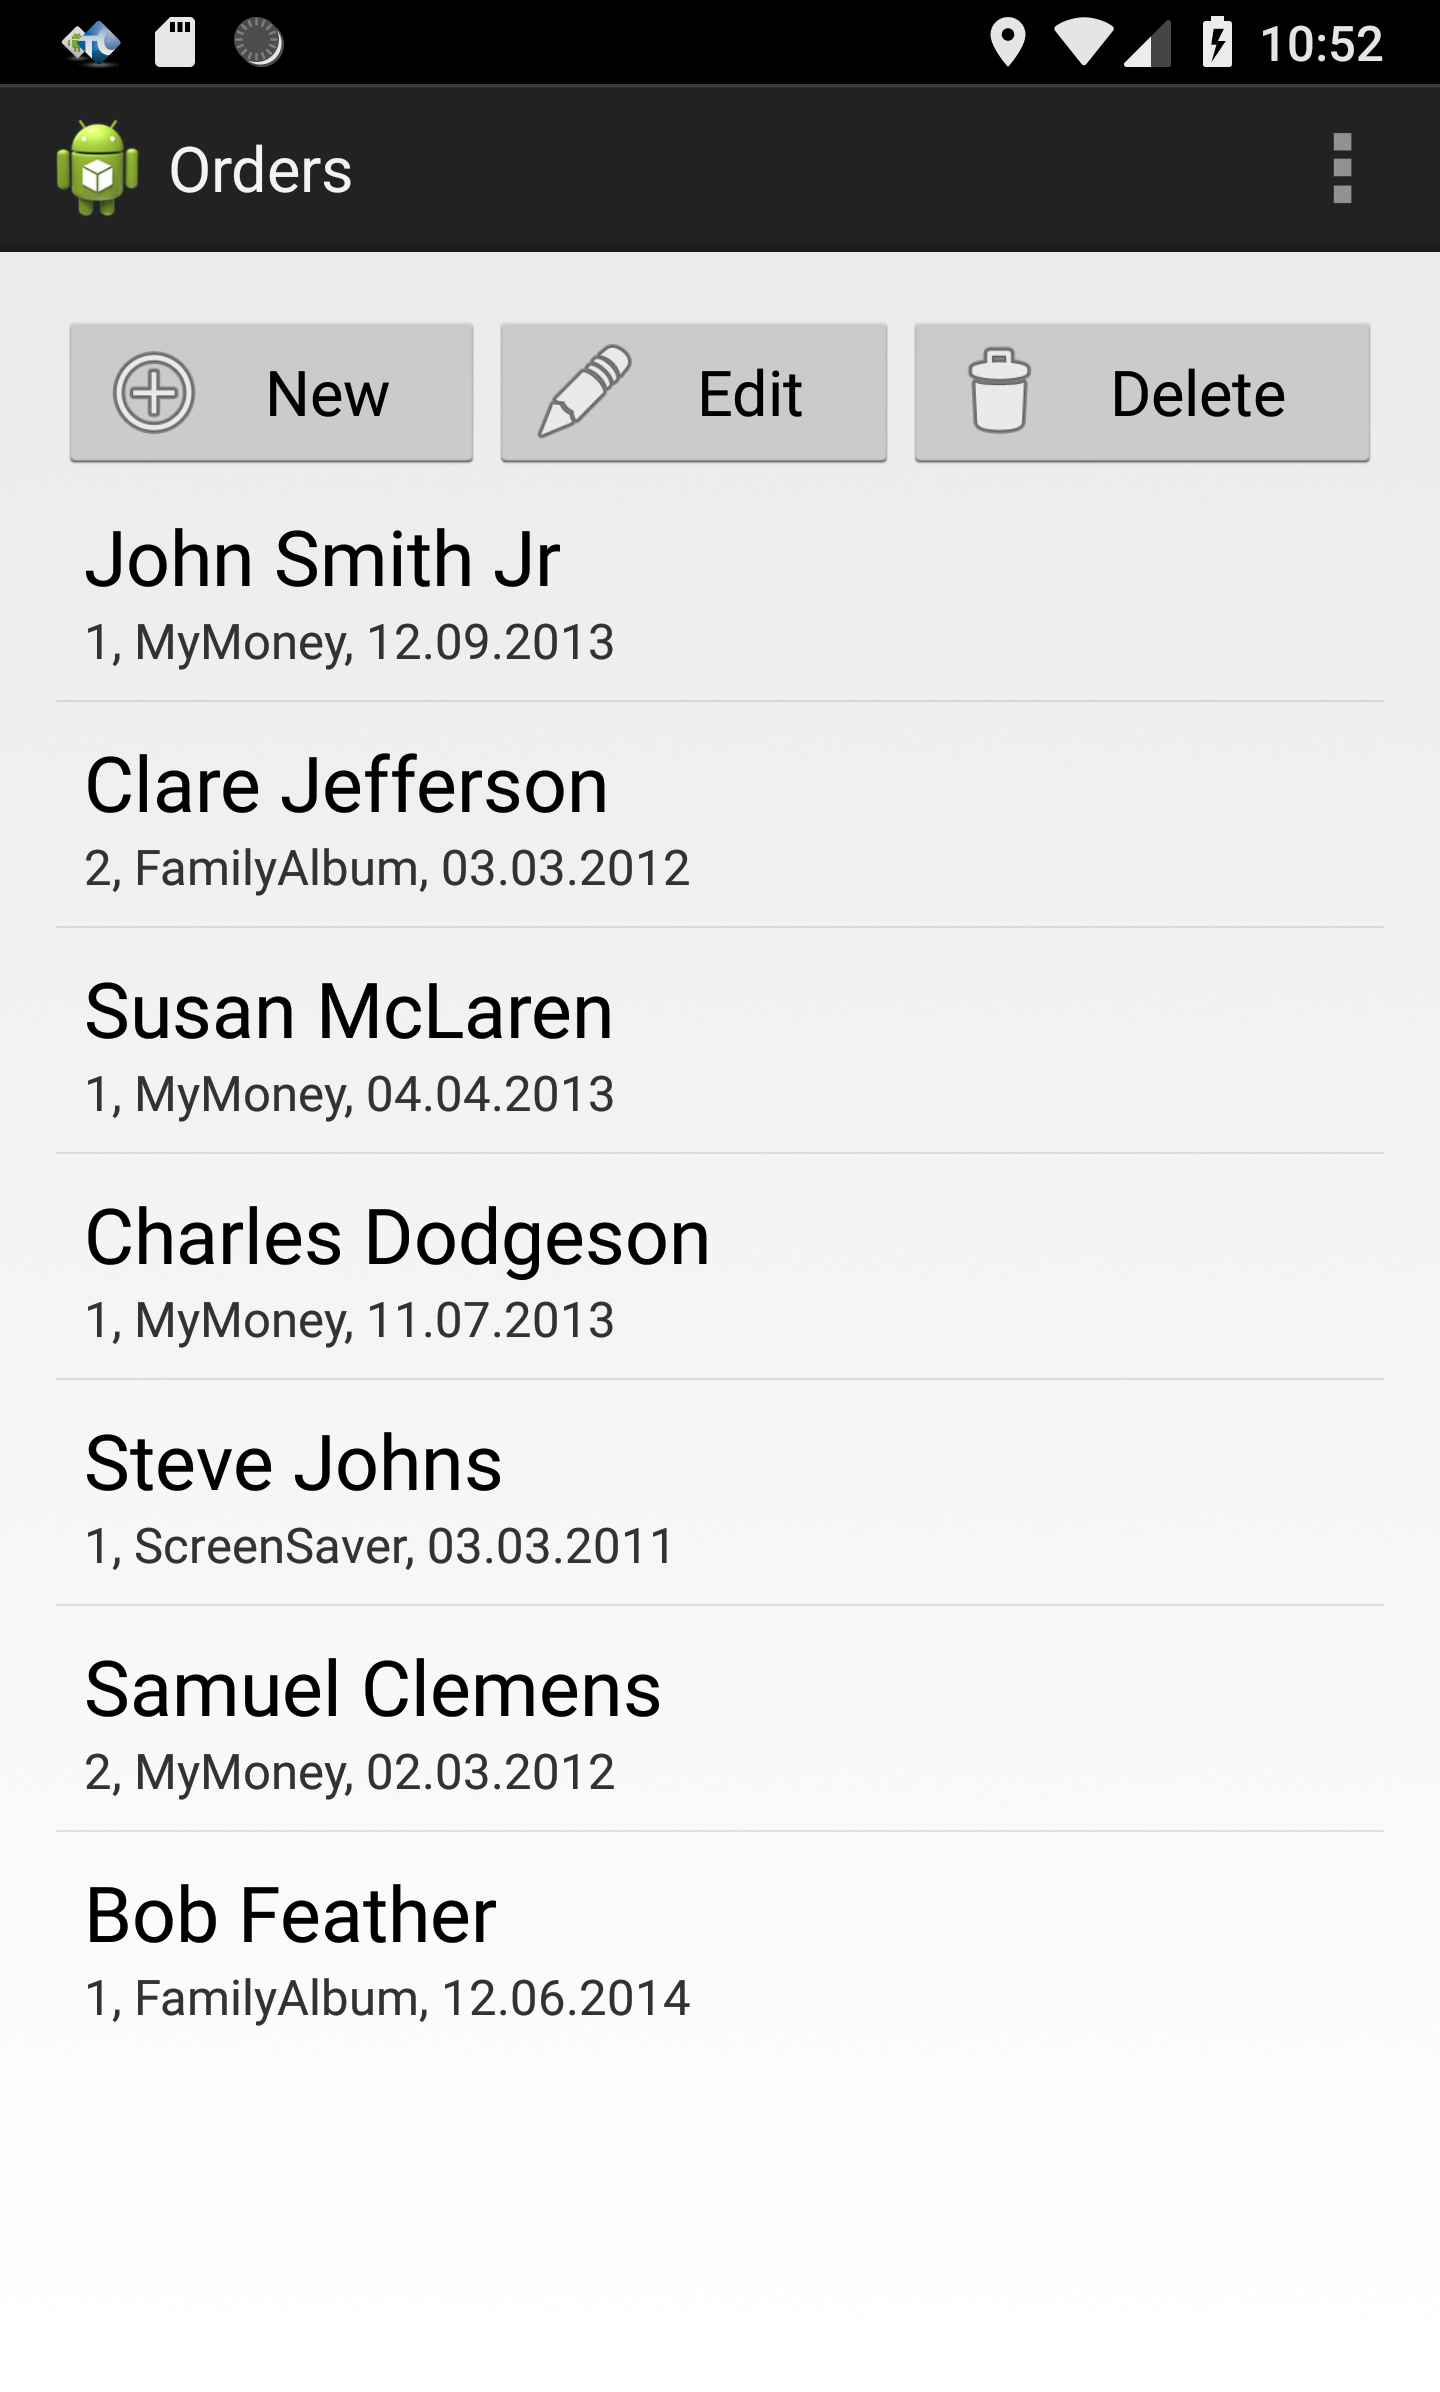 10:52
Orders
New Edit Delete
John Smith Jr
1, MyMoney, 12.09.2013
Clare Jefferson
2, FamilyAlbum, 03.03.2012
Susan McLaren
1, MyMoney, 04.04.2013
Charles Dodgeson
1, MyMoney, 11.07.2013
Steve Johns
1, ScreenSaver, 03.03.2011
Samuel Clemens
2, MyMoney, 02.03.2012
Bob Feather
1, FamilyAlbum, 12.06.2014